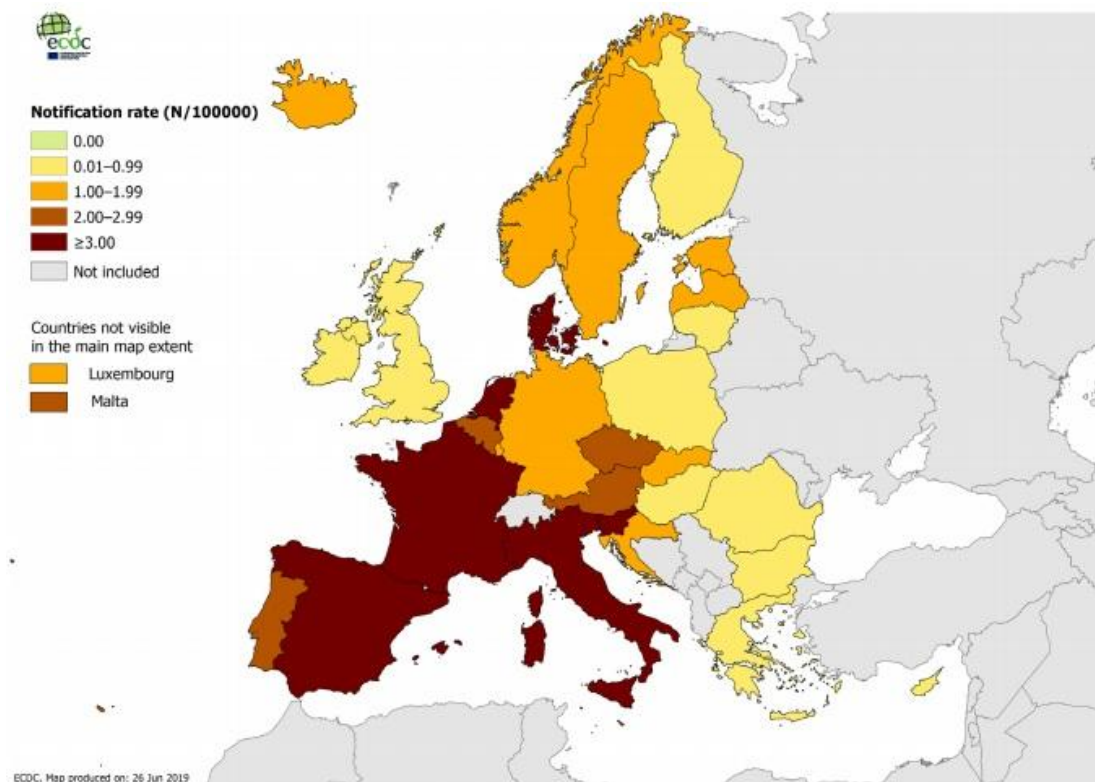 ecdc
Notification rate (N/100000)
0.00
0.01–0.99
1.00–1.99
2.00–2.99
≥3.00
Not included
Countries not visible
in the main map extent
Luxembourg
Malta
ECDC. Map produced on: 26 Jun 2019